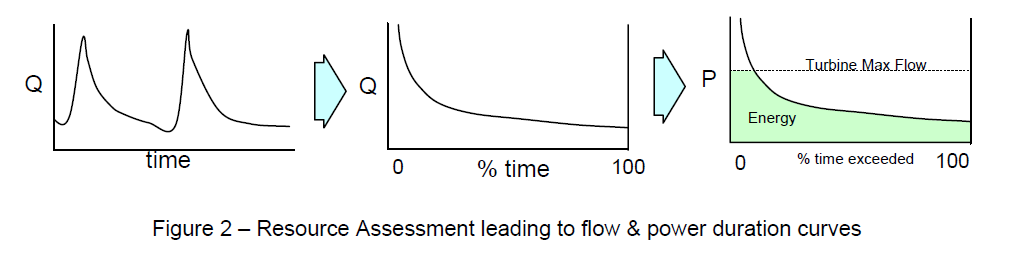 Q
time
Q
0
% time
100
P
Turbine Max Flow
Energy
0
% time exceeded
100
Figure 2 – Resource Assessment leading to flow & power duration curves